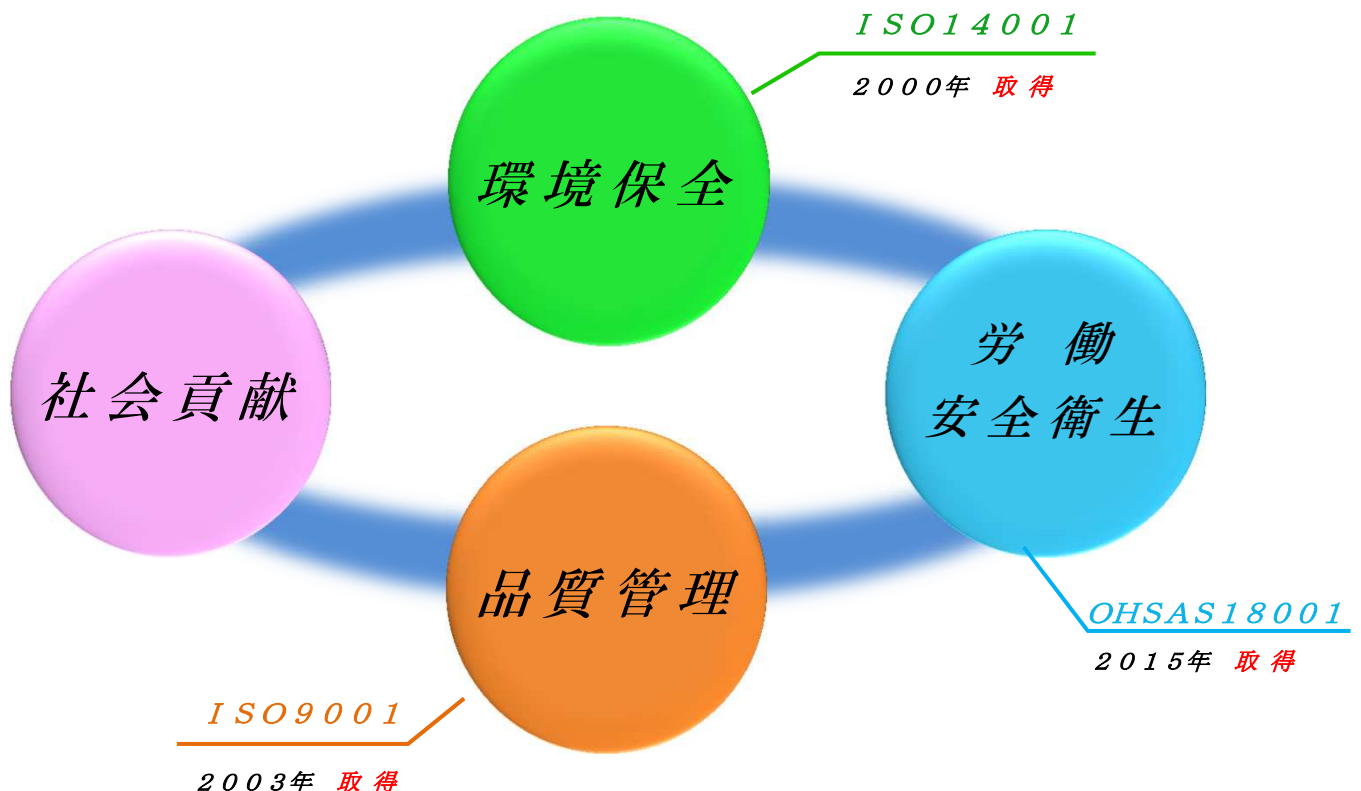 ISO14001
2000年 取得
環境保全
労働
安全衛生
社会貢献
品質管理
OHSAS18001
2015年 取得
ISO9001
2003年 取得